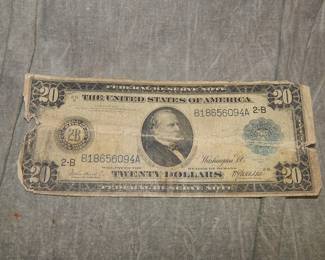 FEDERAL RESERVE NOTE
20 THE UNITED STATES OF AMERICA 20
B18656094A 2-B
2-B
2-B B18656094A
Washington, D.C.
20 TWENTY DOLLARS 20
FEDERAL RESERVE NOTE